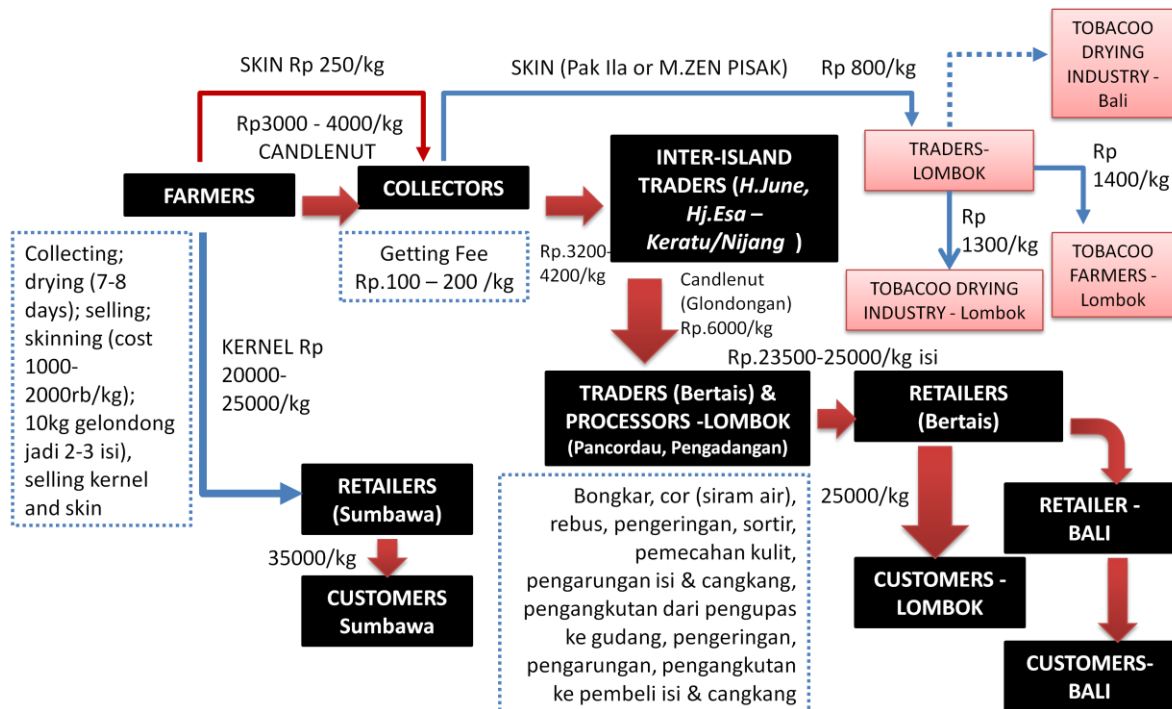 SKIN Rp 250/kg
SKIN (Pak Ila or M.ZEN PISAK)
Rp 800/kg
TOBACOO
DRYING
INDUSTRY -
Bali
Rp3000 - 4000/kg
CANDLENUT
FARMERS
COLLECTORS
INTER-ISLAND
TRADERS (H.June,
Hj.Esa –
Keratu/Nijang )
TRADERS-
LOMBOK
Rp
1400/kg
Rp
1300/kg
Collecting;
drying (7-8
days); selling;
skinning (cost
1000-
2000rb/kg);
10kg gelondong
jadi 2-3 isi),
selling kernel
and skin
Getting Fee
Rp.100 – 200 /kg
Rp.3200-
4200/kg
Candlenut
(Glondongan)
Rp.6000/kg
TOBACOO DRYING
INDUSTRY - Lombok
TOBACOO
FARMERS -
Lombok
KERNEL Rp
20000-
25000/kg
Rp.23500-25000/kg isi
TRADERS (Bertais) &
PROCESSORS -LOMBOK
(Pancordau, Pengadangan)
RETAILERS
(Bertais)
RETAILERS
(Sumbawa)
35000/kg
CUSTOMERS
Sumbawa
Bongkar, cor (siram air),
rebus, pengeringan, sortir,
pemecahan kulit,
pengarungan isi & cangkang,
pengangkutan dari pengupas
ke gudang, pengeringan,
pengarungan, pengangkutan
ke pembeli isi & cangkang
25000/kg
CUSTOMERS -
LOMBOK
RETAILER -
BALI
CUSTOMERS-
BALI